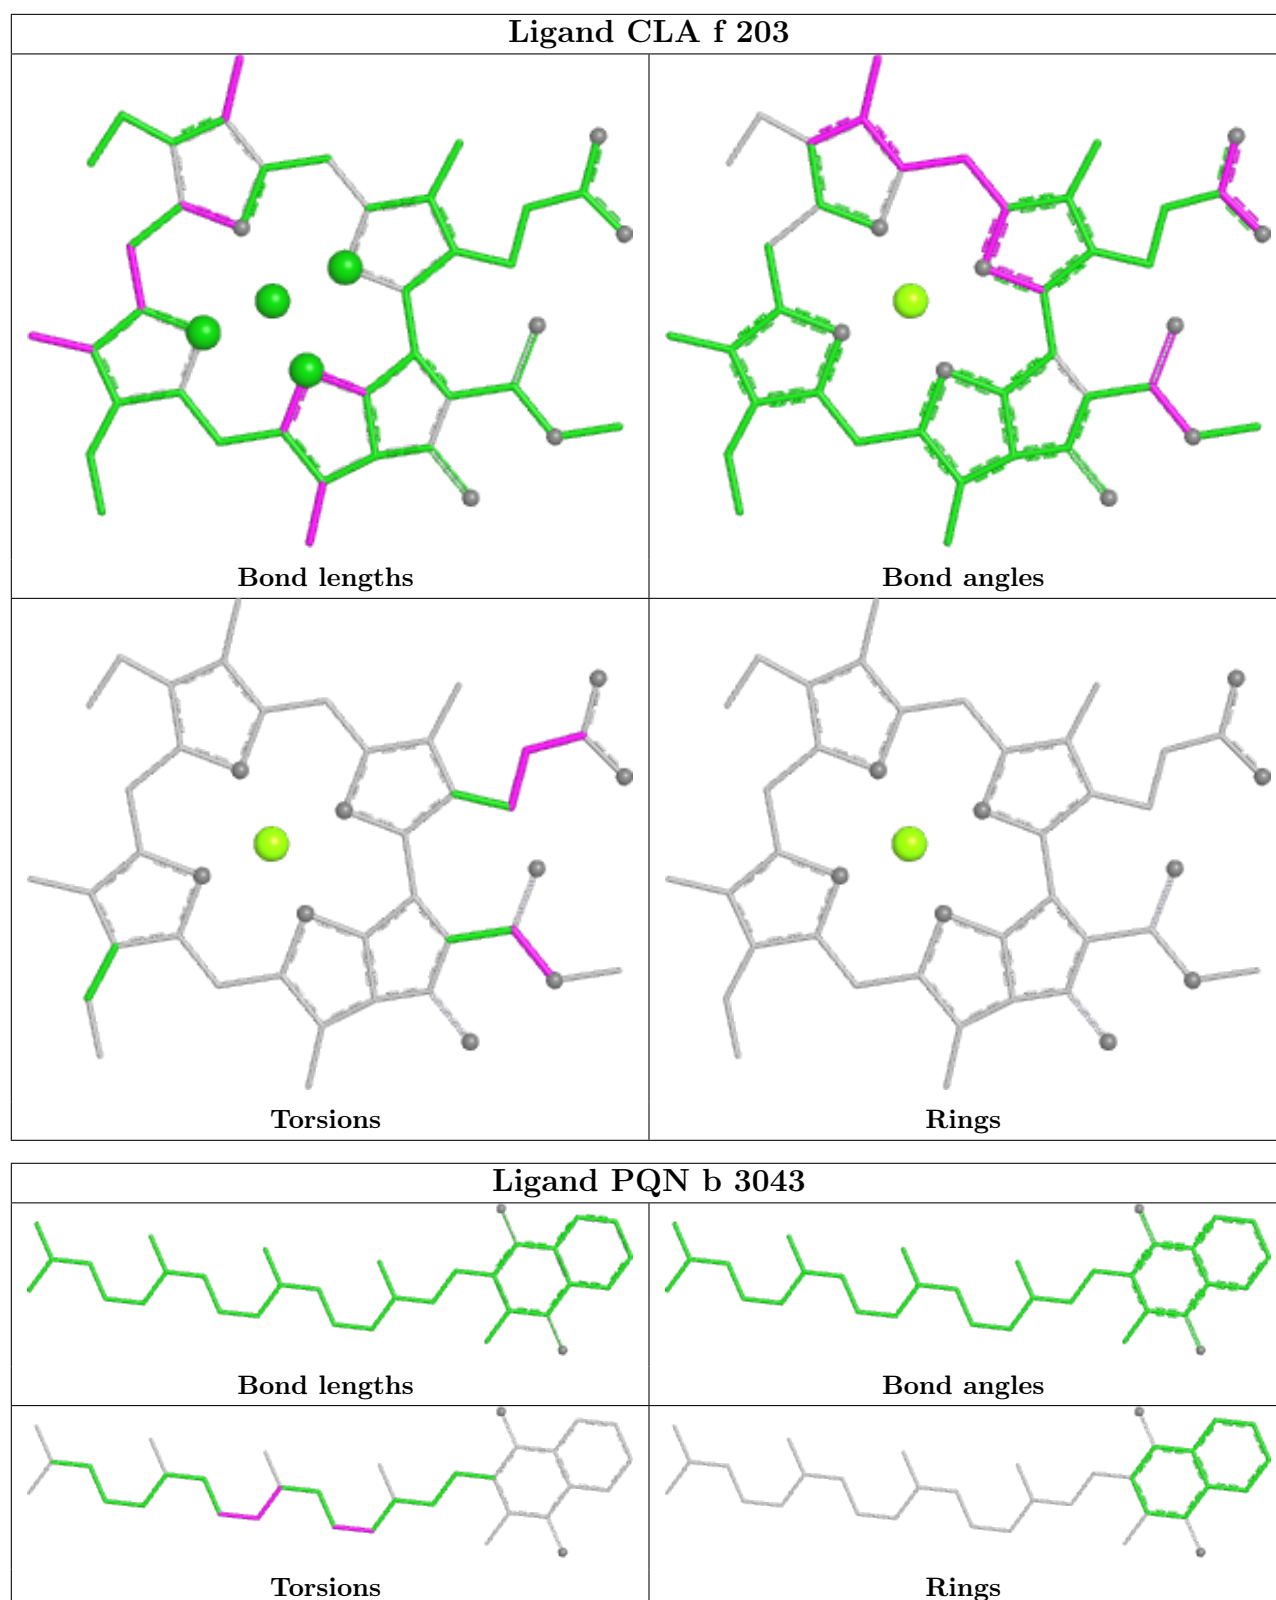 Ligand CLA f 203
Bond lengths
Bond angles
Torsions
Rings
Ligand PQN b 3043
Bond lengths
Bond angles
Torsions
Rings